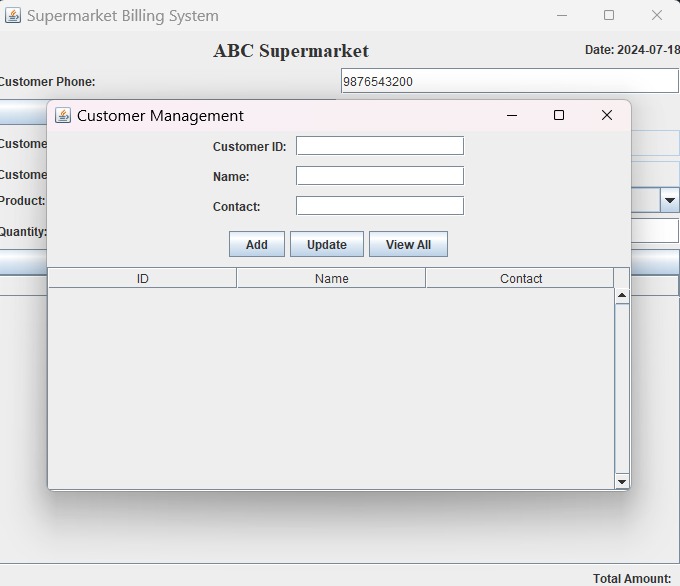 Supermarket Billing System
ABC Supermarket
Date: 2024-07-18
Customer Phone:
9876543200
Customer Management
Customer ID:
Name:
Contact:
Add Update View All
ID Name Contact
Custome
Custome
Product:
Quantity:
Total Amount: